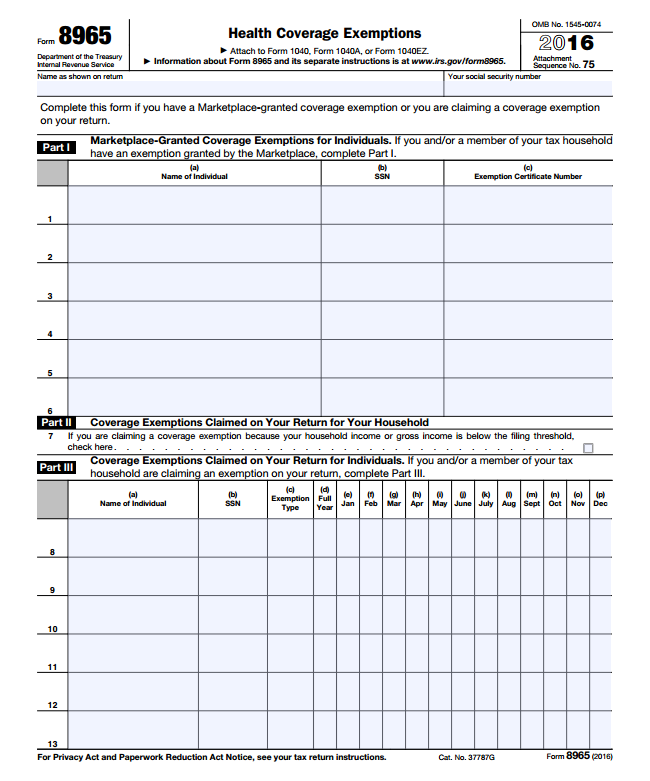 Form 8965
Department of the Treasury
Internal Revenue Service
Health Coverage Exemptions
▶ Attach to Form 1040, Form 1040A, or Form 1040EZ.
▶ Information about Form 8965 and its separate instructions is at www.irs.gov/form8965.
OMB No. 1545-0074
2016
Attachment
Sequence No. 75
Name as shown on return
Your social security number
Complete this form if you have a Marketplace-granted coverage exemption or you are claiming a coverage exemption
on your return.
Part I
Marketplace-Granted Coverage Exemptions for Individuals. If you and/or a member of your tax household
have an exemption granted by the Marketplace, complete Part I.
(a)
Name of Individual
(b)
SSN
(c)
Exemption Certificate Number
1
2
3
4
5
6
Part II Coverage Exemptions Claimed on Your Return for Your Household
7 If you are claiming a coverage exemption because your household income or gross income is below the filing threshold,
check here . . . . . . . . . . . . . . . . . . . . . . . . . . . . . . . .
Part III
Coverage Exemptions Claimed on Your Return for Individuals. If you and/or a member of your tax
household are claiming an exemption on your return, complete Part III.
(a)
Name of Individual
(b)
SSN
(c)
Exemption
Type
(d)
Full
Year
(e)
Jan
(f)
Feb
(g)
Mar
(h)
Apr
(i)
May
(j)
June
(k)
July
(l)
Aug
(m)
Sept
(n)
Oct
(o)
Nov
(p)
Dec
8
9
10
11
12
13
For Privacy Act and Paperwork Reduction Act Notice, see your tax return instructions.
Cat. No. 37787G
Form 8965 (2016)